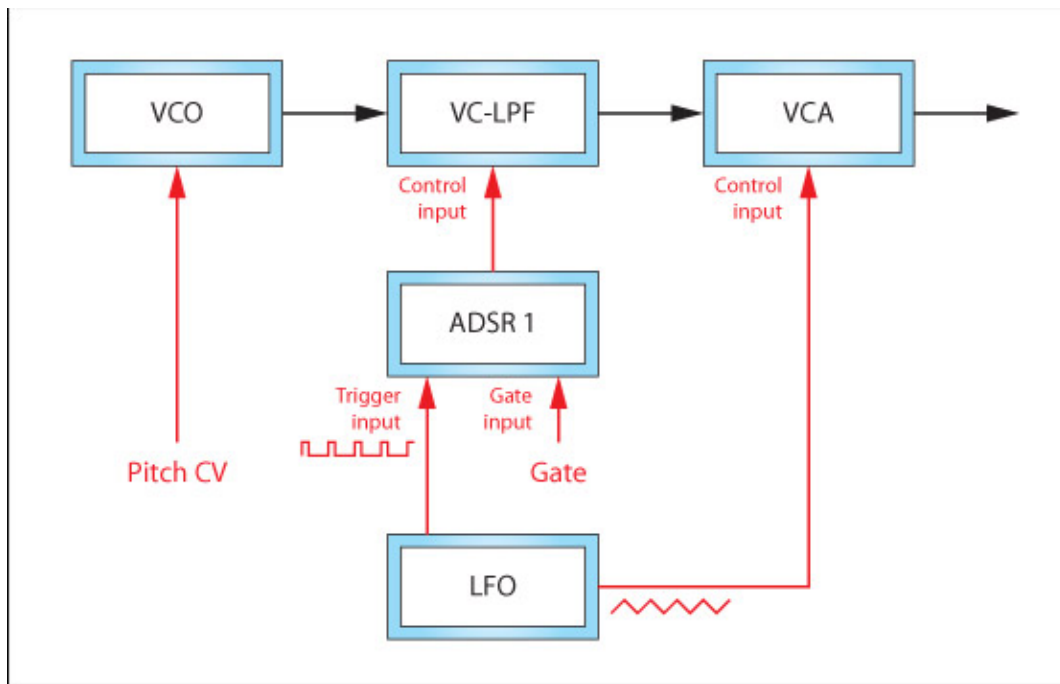 VCO
VC-LPF
VCA
Control
input
Control
input
ADSR 1
Trigger
input
Gate
input
Pitch CV
Gate
LFO